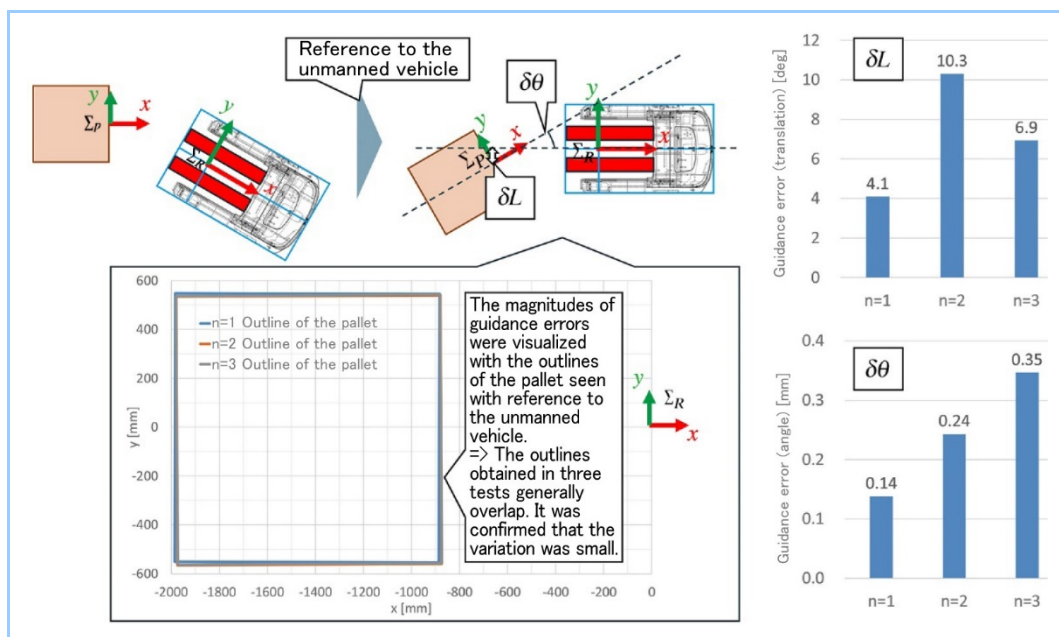 Reference to the
unmanned vehicle
y
x
Σp
y
ΣR
x
δθ
y
x
ΣP
δL
y
ΣR
x
600
400
200
0
-200
-400
-600
y [mm]
n=1 Outline of the pallet
n=2 Outline of the pallet
n=3 Outline of the pallet
-2000
-1800
-1600
-1400
-1200
-1000
-800
-600
-400
-200
0
x [mm]
The magnitudes of
guidance errors
were visualized
with the outlines
of the pallet seen
with reference to
the unmanned
vehicle.
=> The outlines
obtained in three
tests generally
overlap. It was
confirmed that the
variation was small.
y
ΣR
x
δL
Guidance error (translation) [deg]
12
10
8
6
4
2
0
4.1
10.3
6.9
n=1
n=2
n=3
δθ
Guidance error (angle) [mm]
0.4
0.3
0.2
0.1
0.0
0.14
0.24
0.35
n=1
n=2
n=3